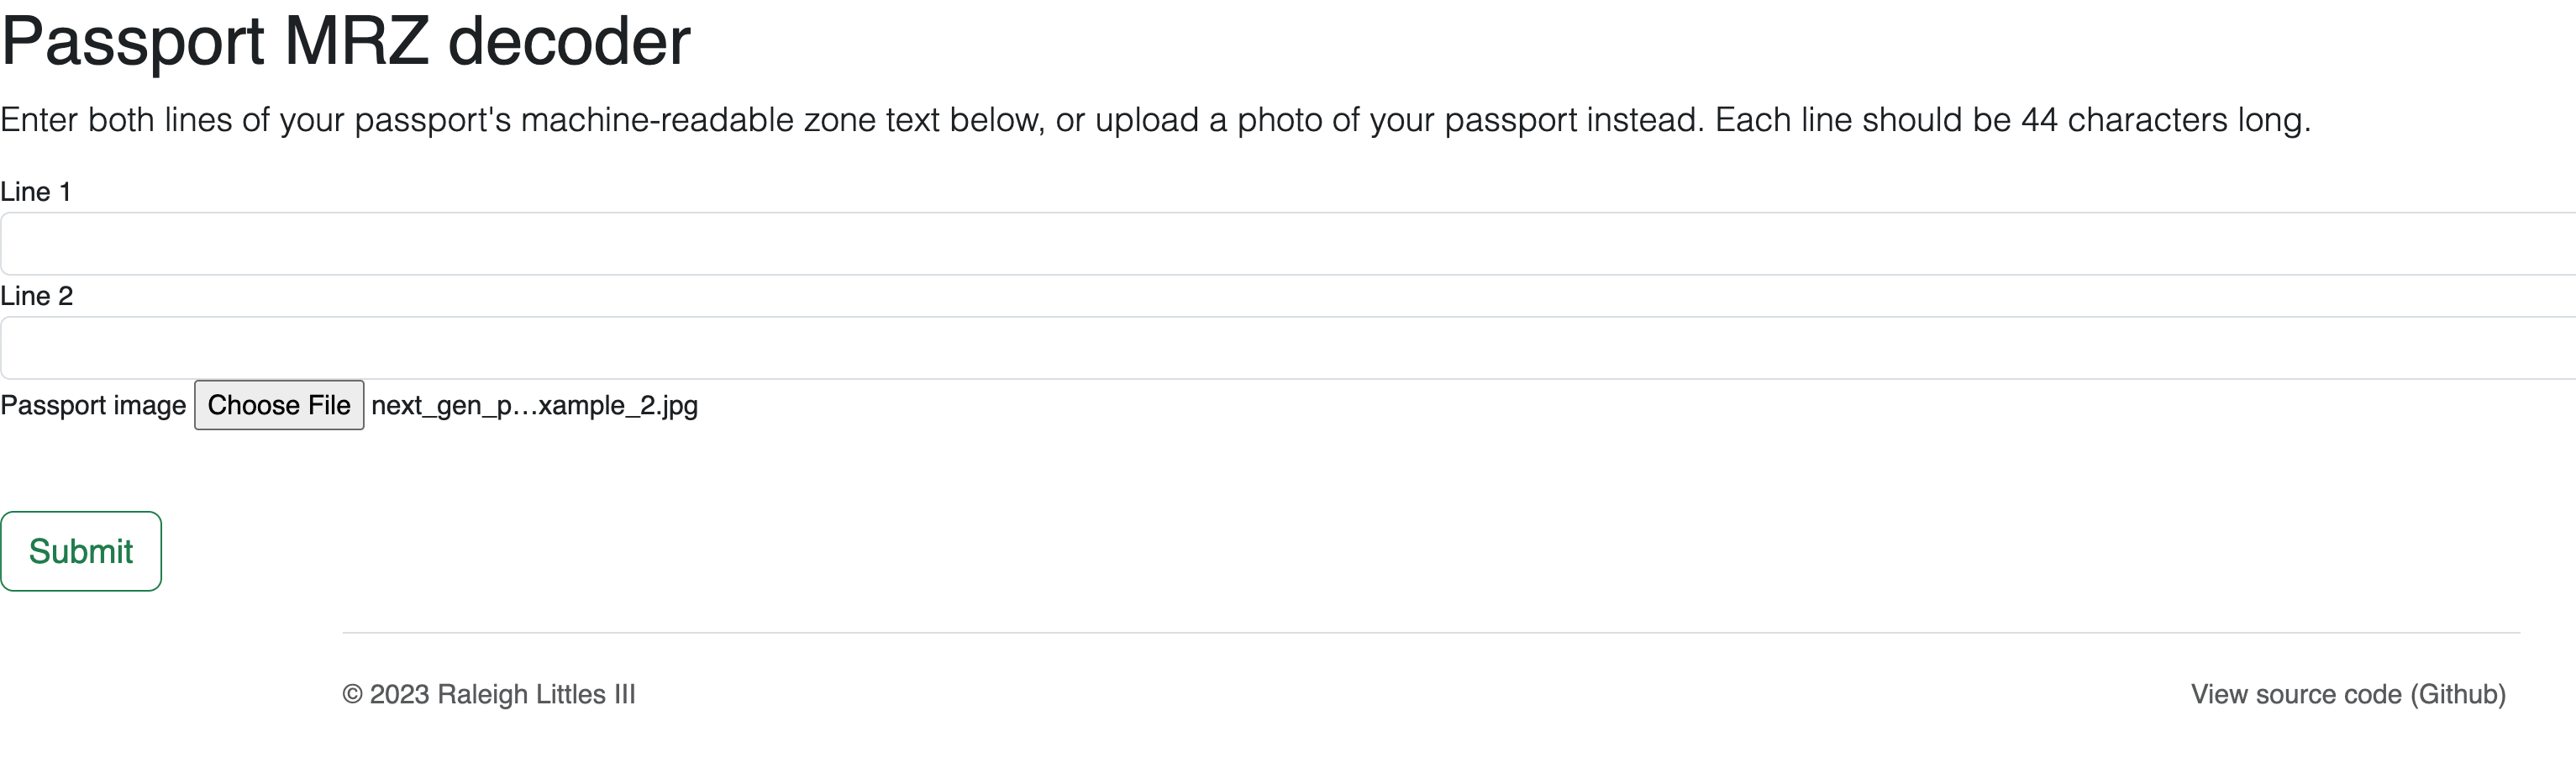 Passport MRZ decoder
Enter both lines of your passport's machine-readable zone text below, or upload a photo of your passport instead. Each line should be 44 characters long.
Line 1
Line 2
Passport image Choose File next_gen_p...xample_2.jpg
Submit
© 2023 Raleigh Littles III View source code (Github)